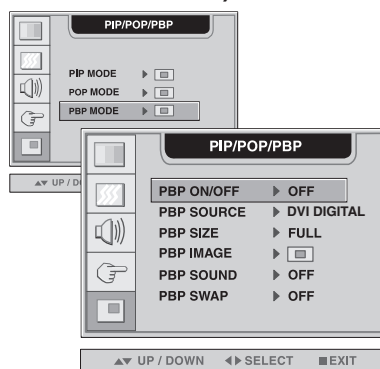 PIP/POP/PBP
PIP MODE
POP MODE
PBP MODE
▲▼ UP / D
PIP/POP/PBP
PBP ON/OFF ▶ OFF
PBP SOURCE ▶ DVI DIGITAL
PBP SIZE ▶ FULL
PBP IMAGE ▶
PBP SOUND ▶ OFF
PBP SWAP ▶ OFF
▲▼ UP / DOWN ◀▶ SELECT ■ EXIT